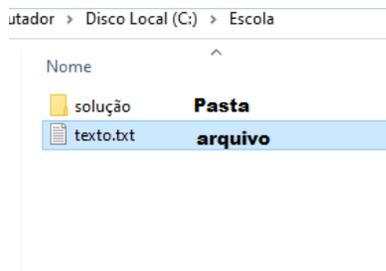 utador > Disco Local (C:) > Escola
Nome
solução Pasta
texto.txt arquivo